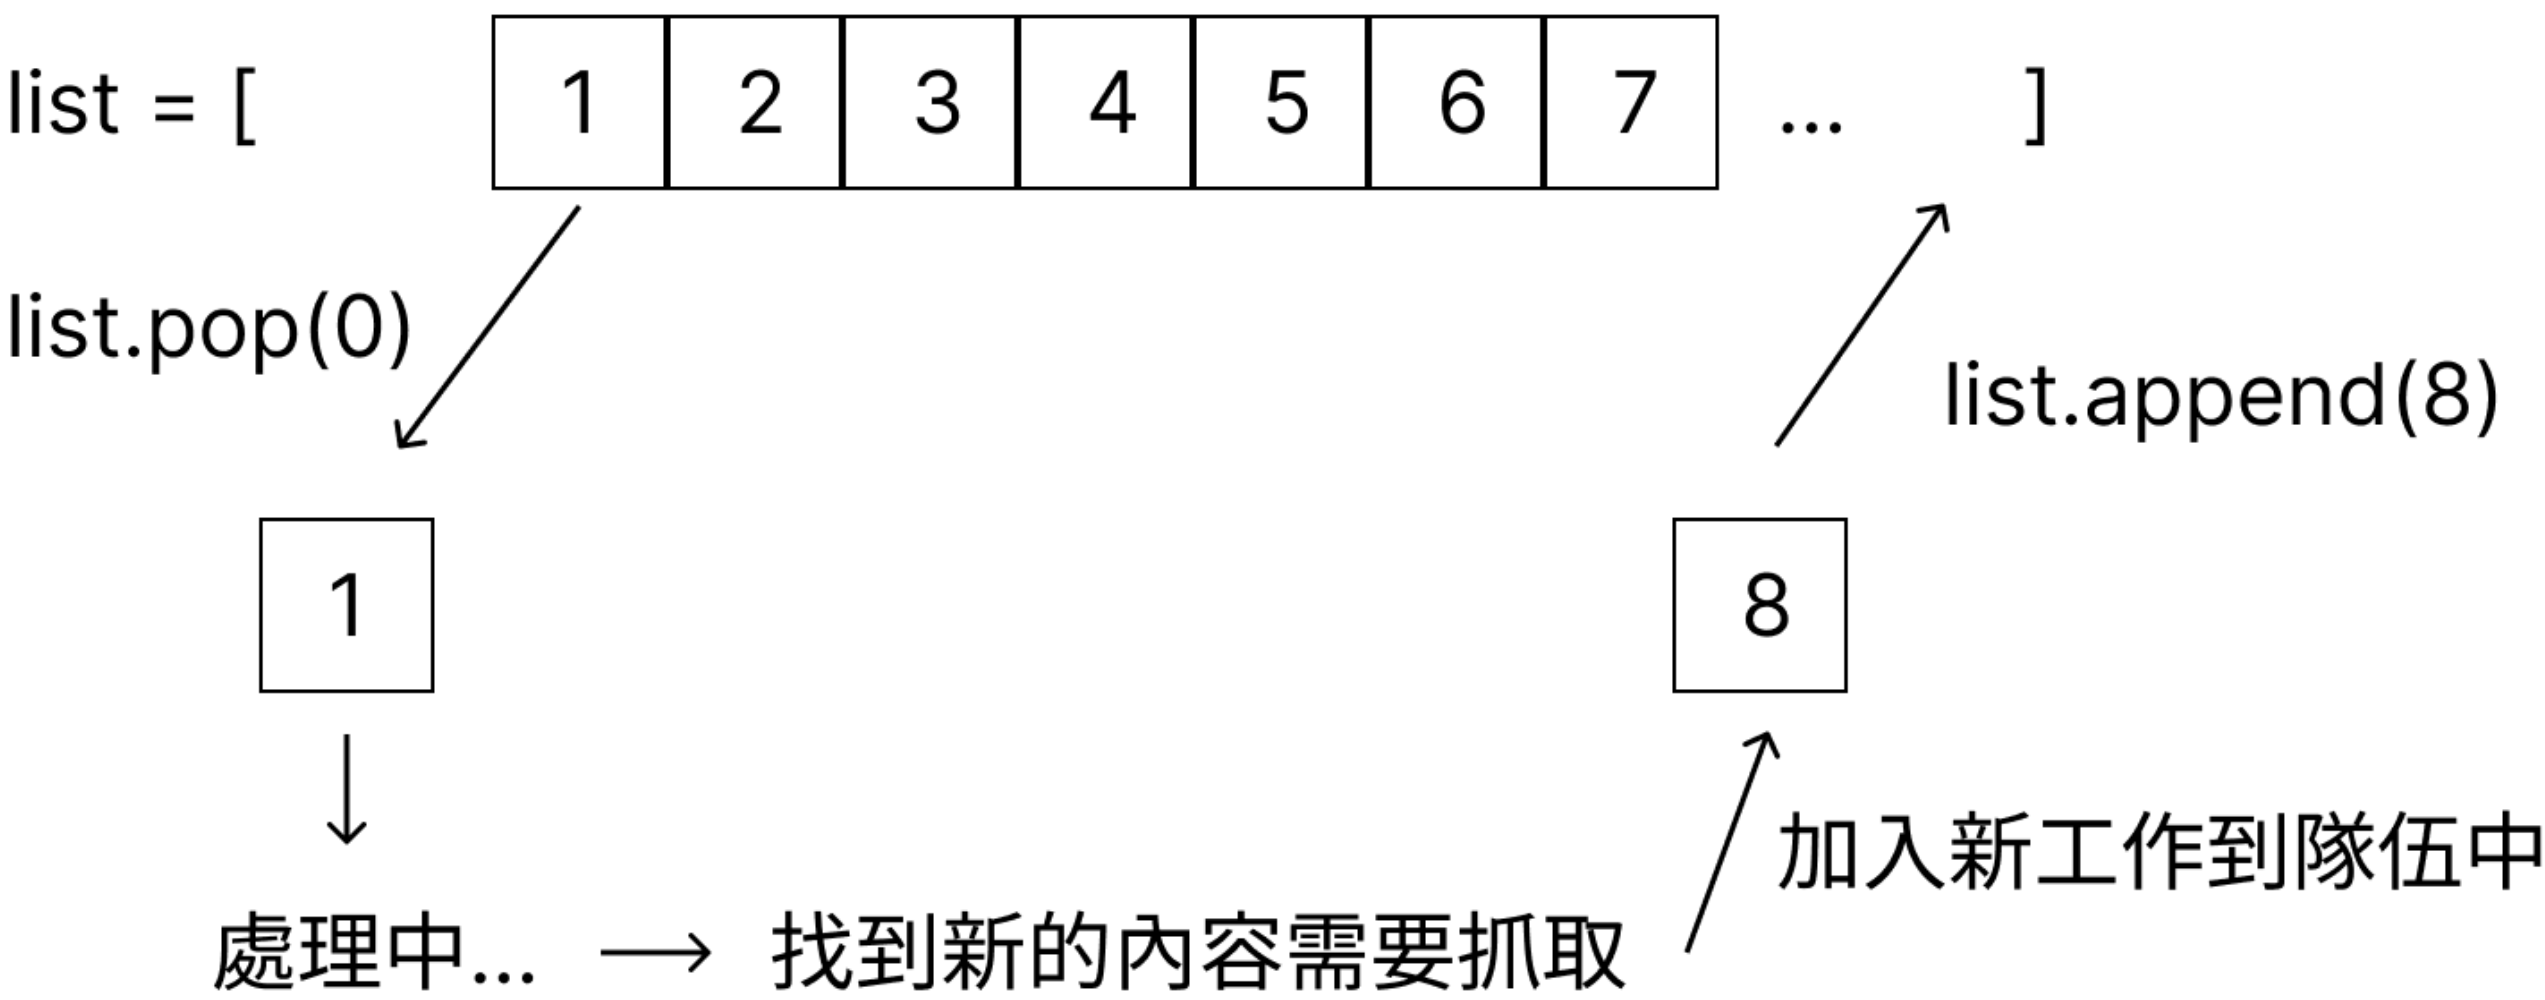 list = [ 1 2 3 4 5 6 7 ... ]
list.pop(0)
list.append(8)
1
8
加入新工作到隊伍中
處理中...
找到新的內容需要抓取